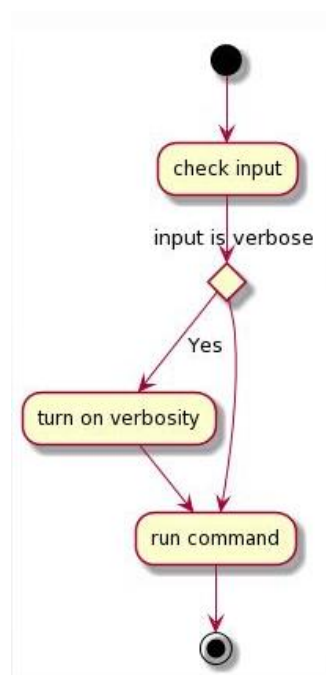 check input
input is verbose
Yes
turn on verbosity
run command